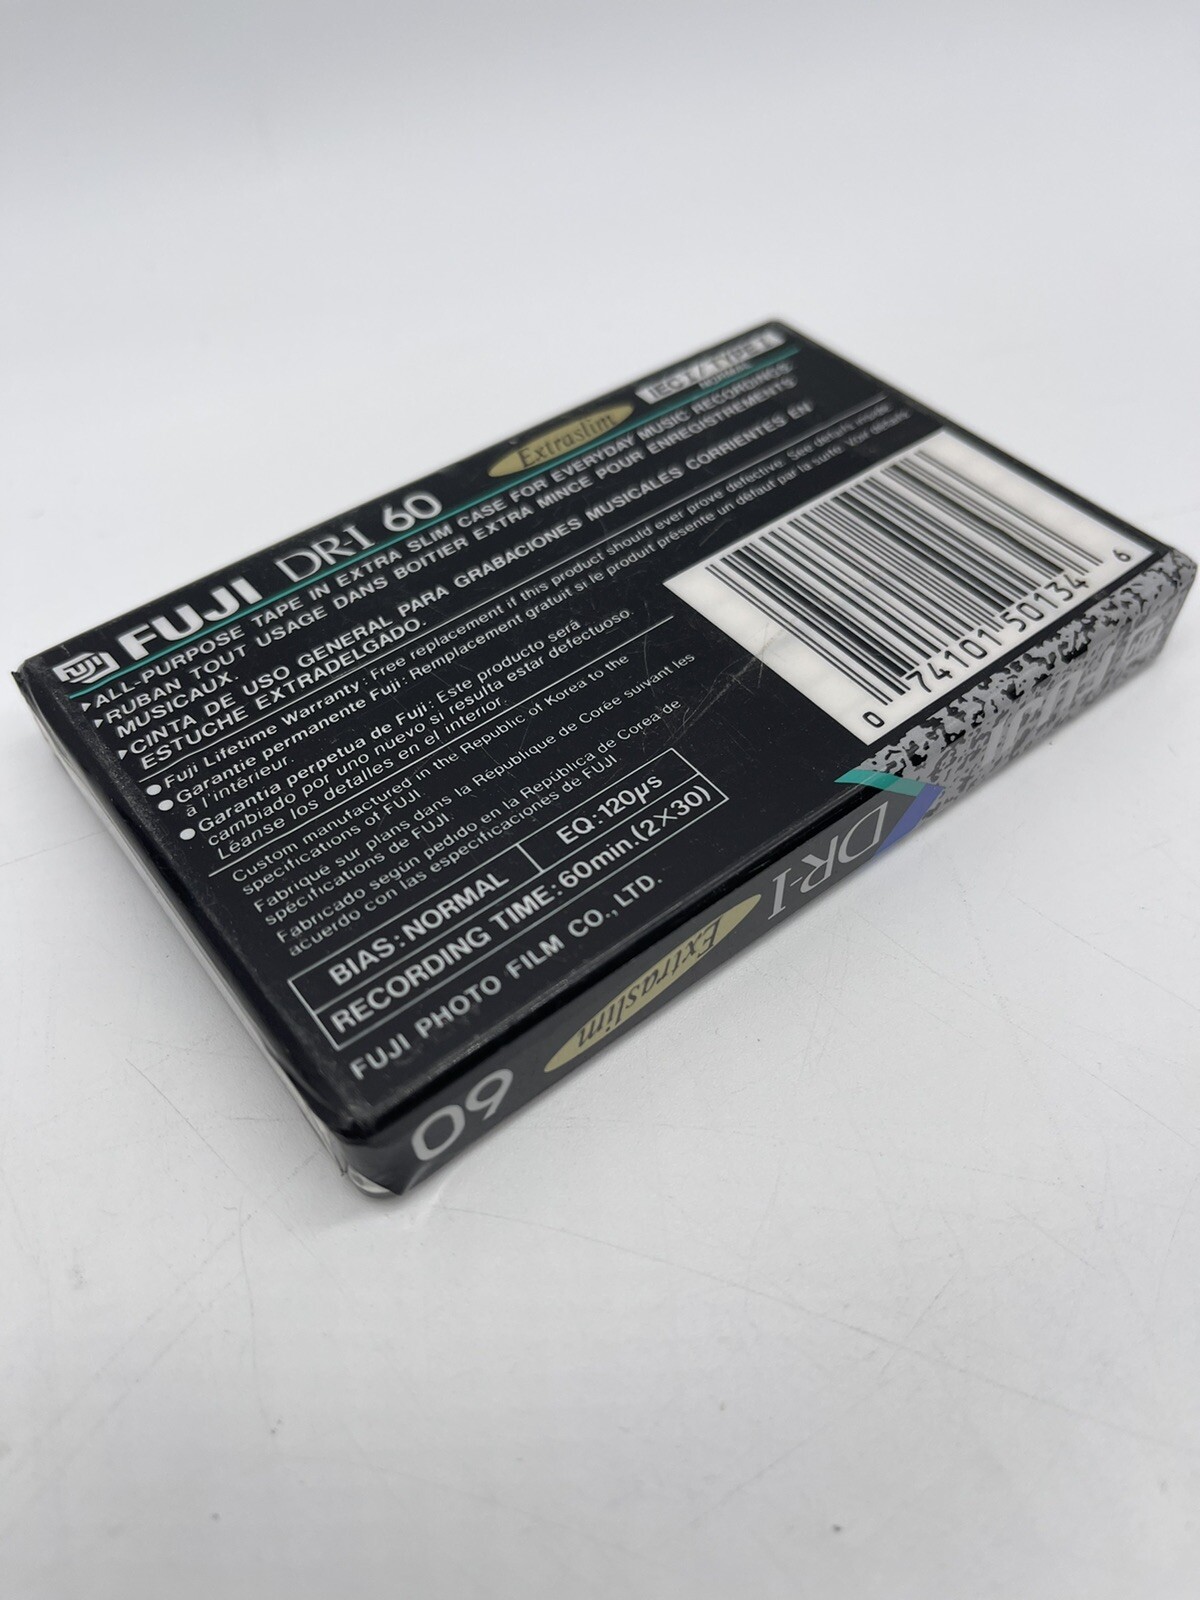 FUJI FUJI DR-I 60 Extraslim IEC I / TYPE I
NORMAL
▸ALL-PURPOSE TAPE IN EXTRA SLIM CASE FOR EVERYDAY MUSIC RECORDINGS
▸RUBAN TOUT USAGE DANS BOITIER EXTRA MINCE POUR ENREGISTREMENTS
MUSICAUX.
▸CINTA DE USO GENERAL PARA GRABACIONES MUSICALES CORRIENTES EN
ESTUCHE EXTRADELGADO.
●Fuji Lifetime Warranty : Free replacement if this product should ever prove defective. See details inside.
●Garantie permanente Fuji : Remplacement gratuit si le produit présente un défaut par la suite. Voir détails
à l'intérieur.
●Garantía perpetua de Fuji : Este producto será
cambiado por uno nuevo si resulta estar defectuoso.
Léanse los detalles en el interior.
Custom manufactured in the Republic of Korea to the
specifications of FUJI.
Fabriqué sur plans dans la République de Corée suivant les
spécifications de FUJI.
Fabricado según pedido en la República de Corea de
acuerdo con las especificaciones de FUJI
BIAS : NORMAL EQ : 120µs
RECORDING TIME : 60min. (2×30)
FUJI PHOTO FILM CO., LTD.
0 74101 50134 6
60 Extraslim DR-I FUJI